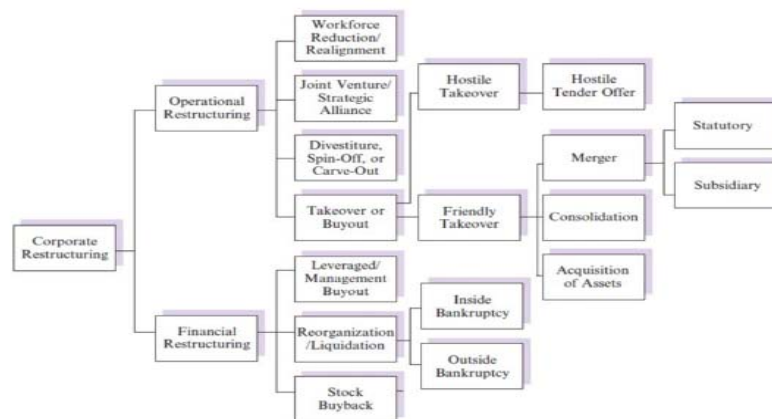 Workforce
Reduction/
Realignment
Joint Venture/
Strategic
Alliance
Divestiture,
Spin-Off, or
Carve-Out
Takeover or
Buyout
Operational
Restructuring
Hostile
Takeover
Hostile
Tender Offer
Friendly
Takeover
Merger
Statutory
Subsidiary
Consolidation
Acquisition
of Assets
Corporate
Restructuring
Financial
Restructuring
Leveraged/
Management
Buyout
Reorganization
/Liquidation
Stock
Buyback
Inside
Bankruptcy
Outside
Bankruptcy